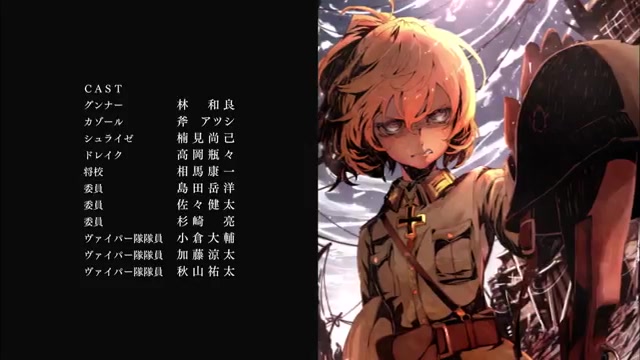 CAST
グンナー 林 和良
カゾール 斧 アツシ
シュライゼ 楠見尚己
ドレイク 高岡瓶々
将校 相馬康一
委員 島田岳洋
委員 佐々健太
委員 杉崎 亮
ヴァイパー隊隊員 小倉大輔
ヴァイパー隊隊員 加藤涼太
ヴァイパー隊隊員 秋山祐太